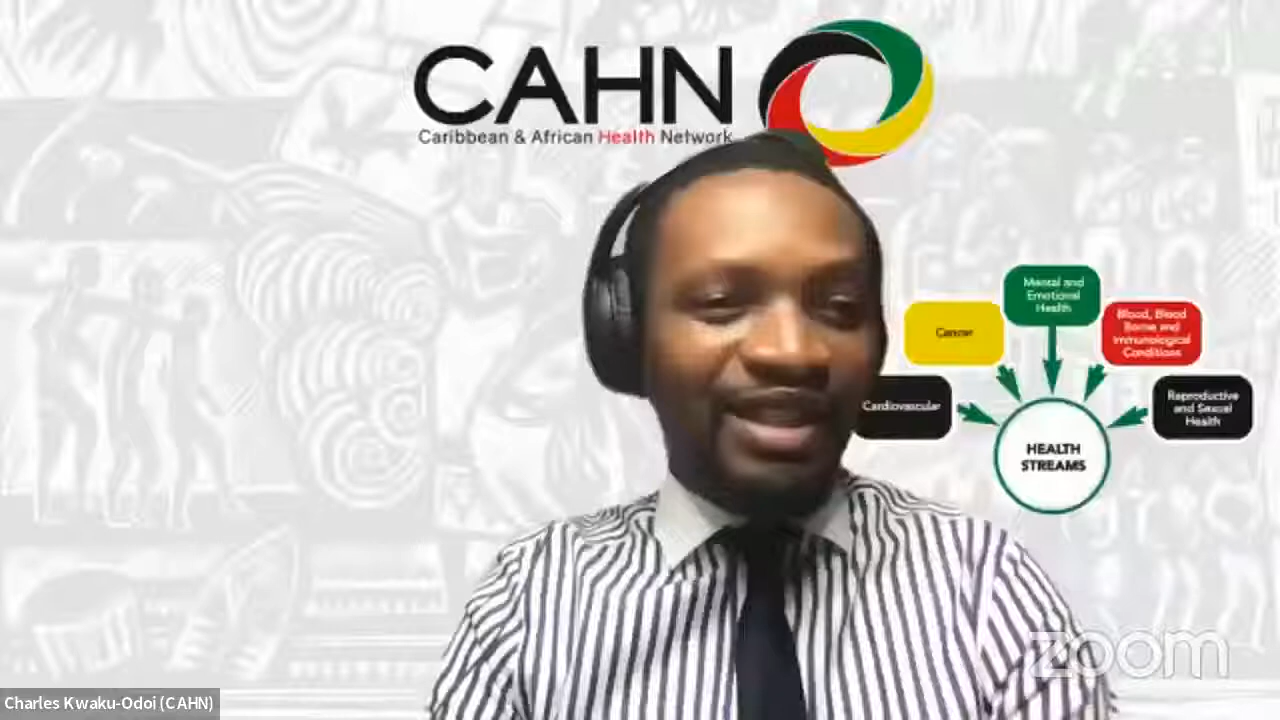 CAHN
Caribbean & African Health Network
Mental and
Emotional
Health
Cancer
Blood, Blood
Borne and
Immunological
Conditions
Cardiovascular
Reproductive
and Sexual
Health
HEALTH
STREAMS
zoom
Charles Kwaku-Odoi (CAHN)